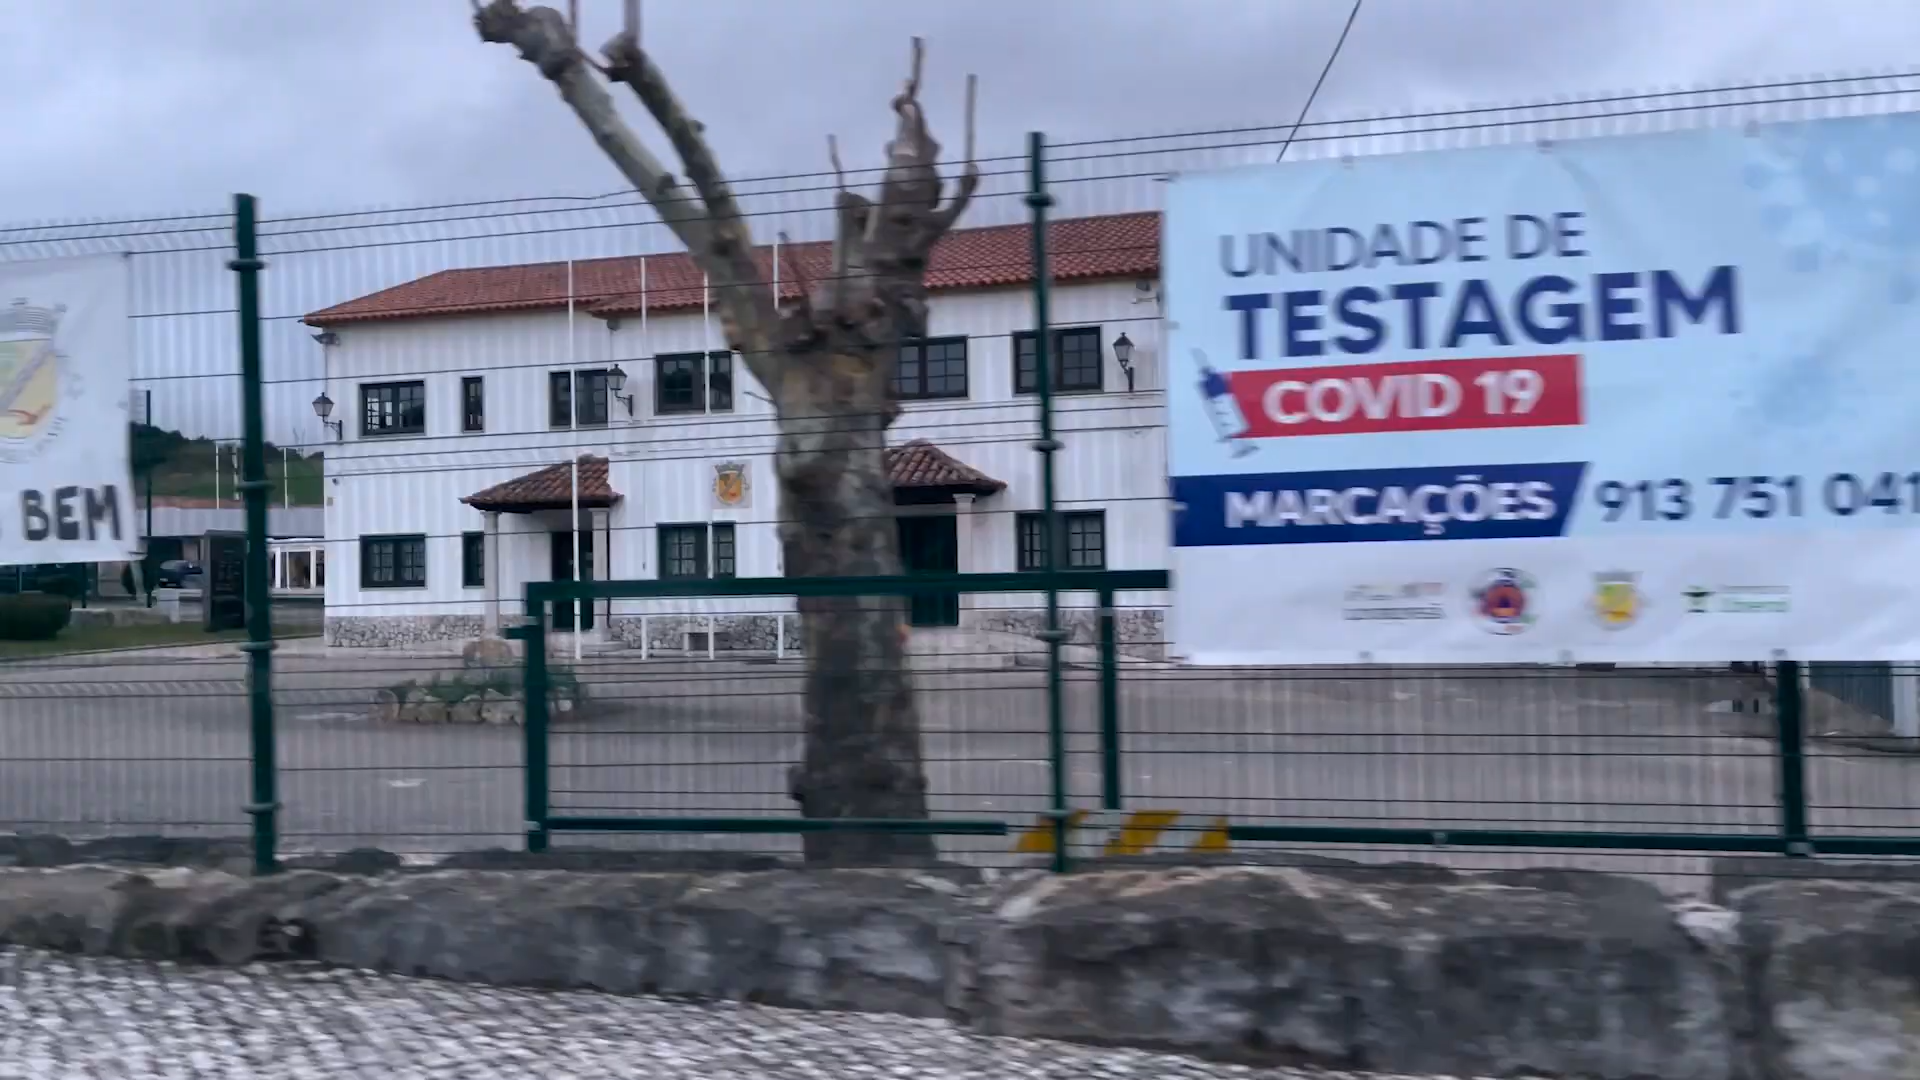 BEM
UNIDADE DE
TESTAGEM
COVID 19
MARCAÇÕES 913 751 041